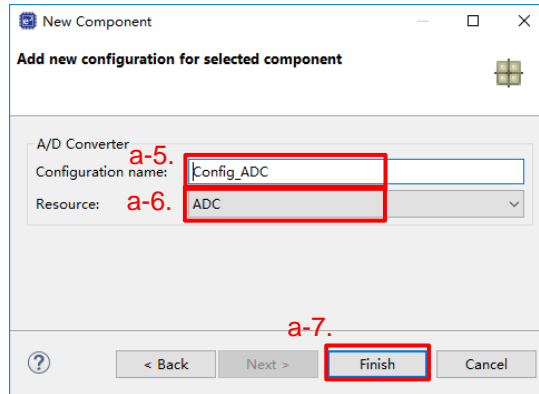 New Component
Add new configuration for selected component
A/D Converter
a-5.
Configuration name: Config_ADC
Resource: a-6. ADC
a-7.
? < Back Next > Finish Cancel